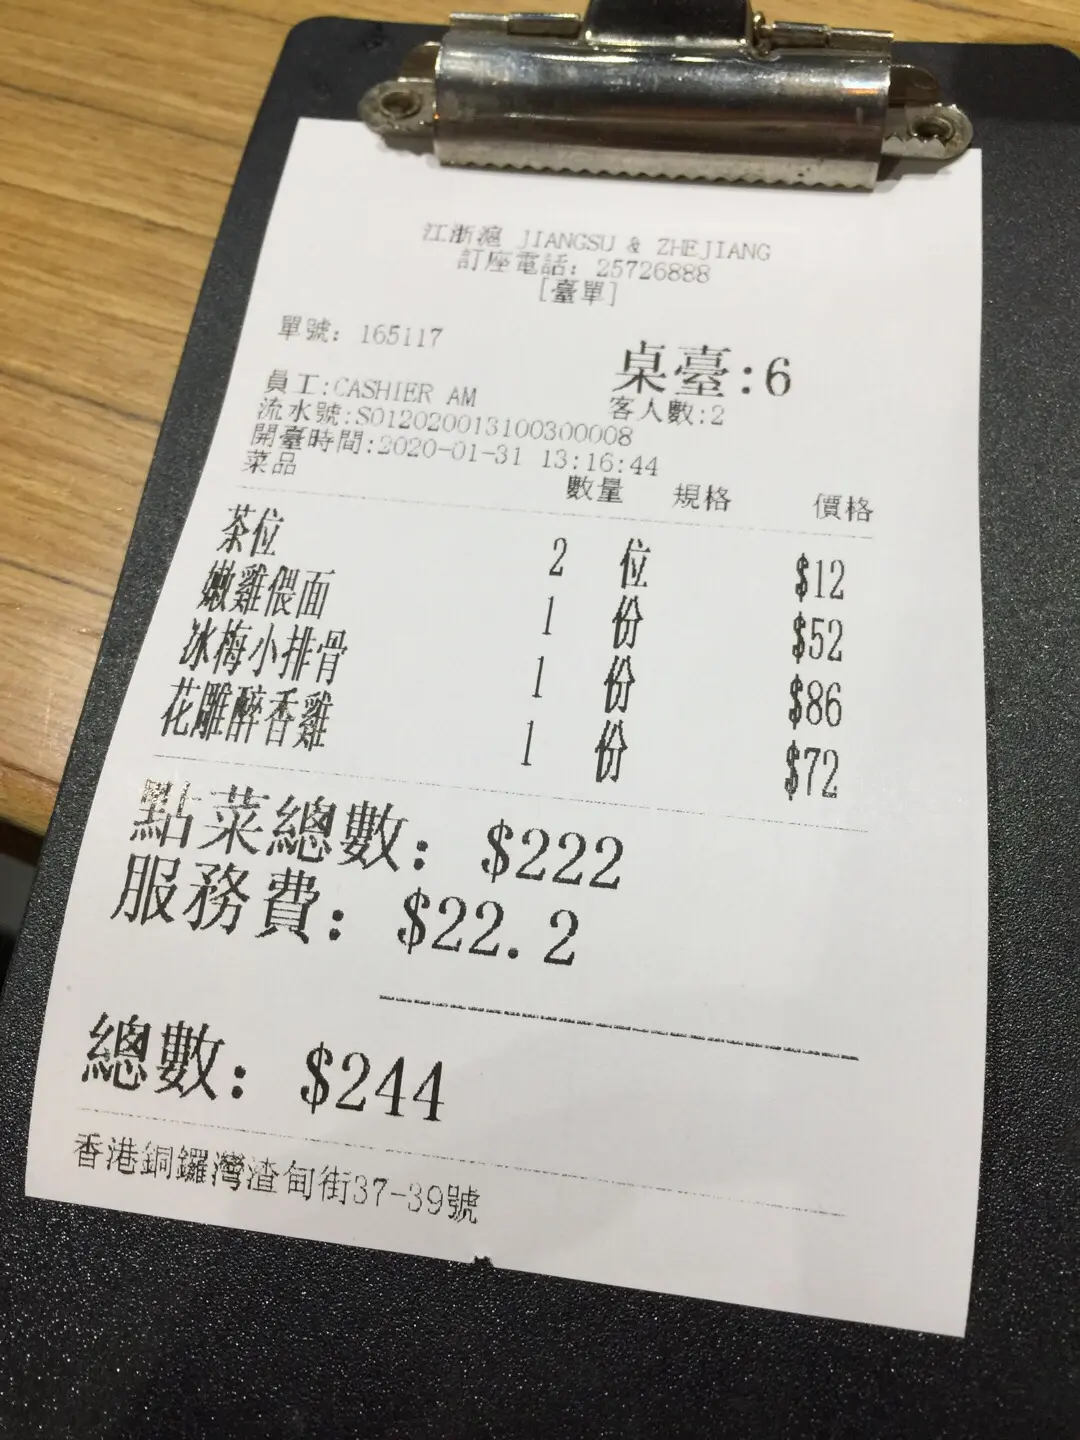 江浙滬 JIANGSU & ZHEJIANG
訂座電話: 25726888
[臺單]
單號: 165117
桌臺:6
員工:CASHIER AM
客人數:2
流水號:S012020013100300008
開臺時間:2020-01-31 13:16:44
菜品 數量 規格 價格
茶位 2 位 $12
嫩雞偎面 1 份 $52
冰梅小排骨 1 份 $86
花雕醉香雞 1 份 $72
點菜總數: $222
服務費: $22.2
總數: $244
香港銅鑼灣渣甸街37-39號